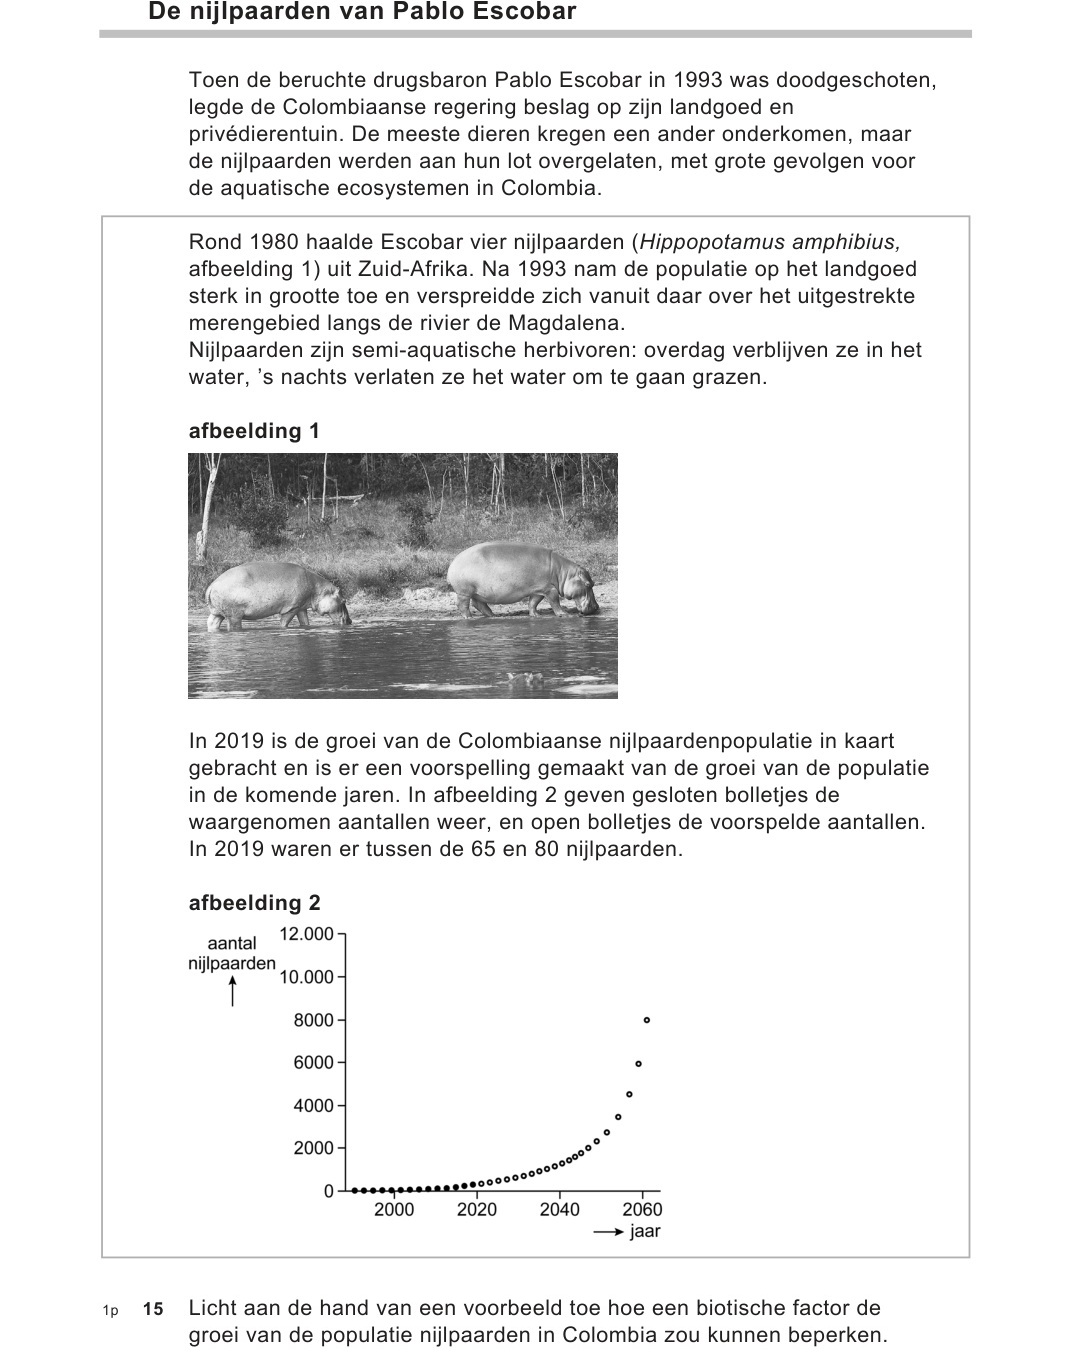 De nijlpaarden van Pablo Escobar
Toen de beruchte drugsbaron Pablo Escobar in 1993 was doodgeschoten,
legde de Colombiaanse regering beslag op zijn landgoed en
privédierentuin. De meeste dieren kregen een ander onderkomen, maar
de nijlpaarden werden aan hun lot overgelaten, met grote gevolgen voor
de aquatische ecosystemen in Colombia.
Rond 1980 haalde Escobar vier nijlpaarden (Hippopotamus amphibius,
afbeelding 1) uit Zuid-Afrika. Na 1993 nam de populatie op het landgoed
sterk in grootte toe en verspreidde zich vanuit daar over het uitgestrekte
merengebied langs de rivier de Magdalena.
Nijlpaarden zijn semi-aquatische herbivoren: overdag verblijven ze in het
water, ’s nachts verlaten ze het water om te gaan grazen.
afbeelding 1
In 2019 is de groei van de Colombiaanse nijlpaardenpopulatie in kaart
gebracht en is er een voorspelling gemaakt van de groei van de populatie
in de komende jaren. In afbeelding 2 geven gesloten bolletjes de
waargenomen aantallen weer, en open bolletjes de voorspelde aantallen.
In 2019 waren er tussen de 65 en 80 nijlpaarden.
afbeelding 2
aantal
nijlpaarden
12.000
10.000
8000
6000
4000
2000
0
2000 2020 2040 2060
jaar
1p 15 Licht aan de hand van een voorbeeld toe hoe een biotische factor de
groei van de populatie nijlpaarden in Colombia zou kunnen beperken.